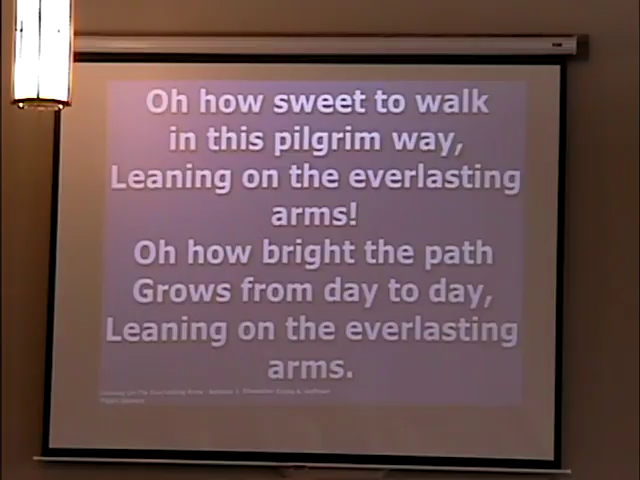 Oh how sweet to walk
in this pilgrim way,
Leaning on the everlasting
arms!
Oh how bright the path
Grows from day to day,
Leaning on the everlasting
arms.